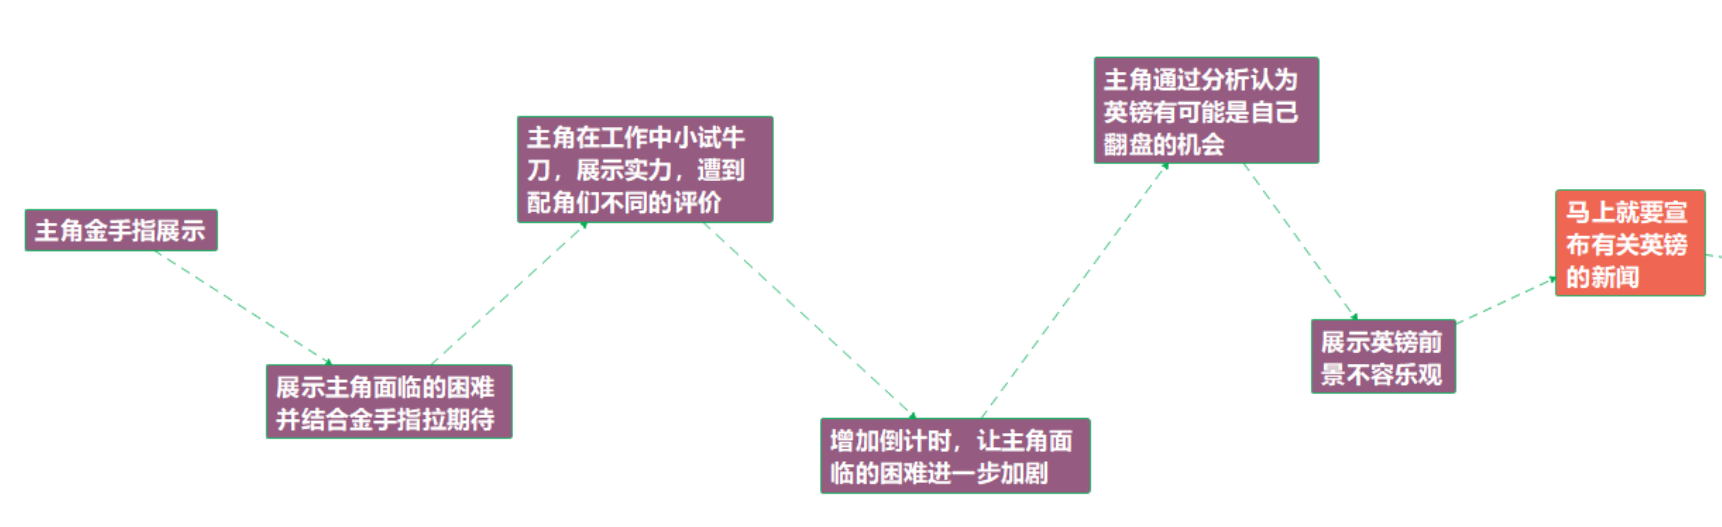 主角金手指展示
展示主角面临的困难
并结合金手指拉期待
主角在工作中小试牛
刀，展示实力，遭到
配角们不同的评价
增加倒计时，让主角面
临的困难进一步加剧
主角通过分析认为
英镑有可能是自己
翻盘的机会
展示英镑前
景不容乐观
马上就要宣
布有关英镑
的新闻